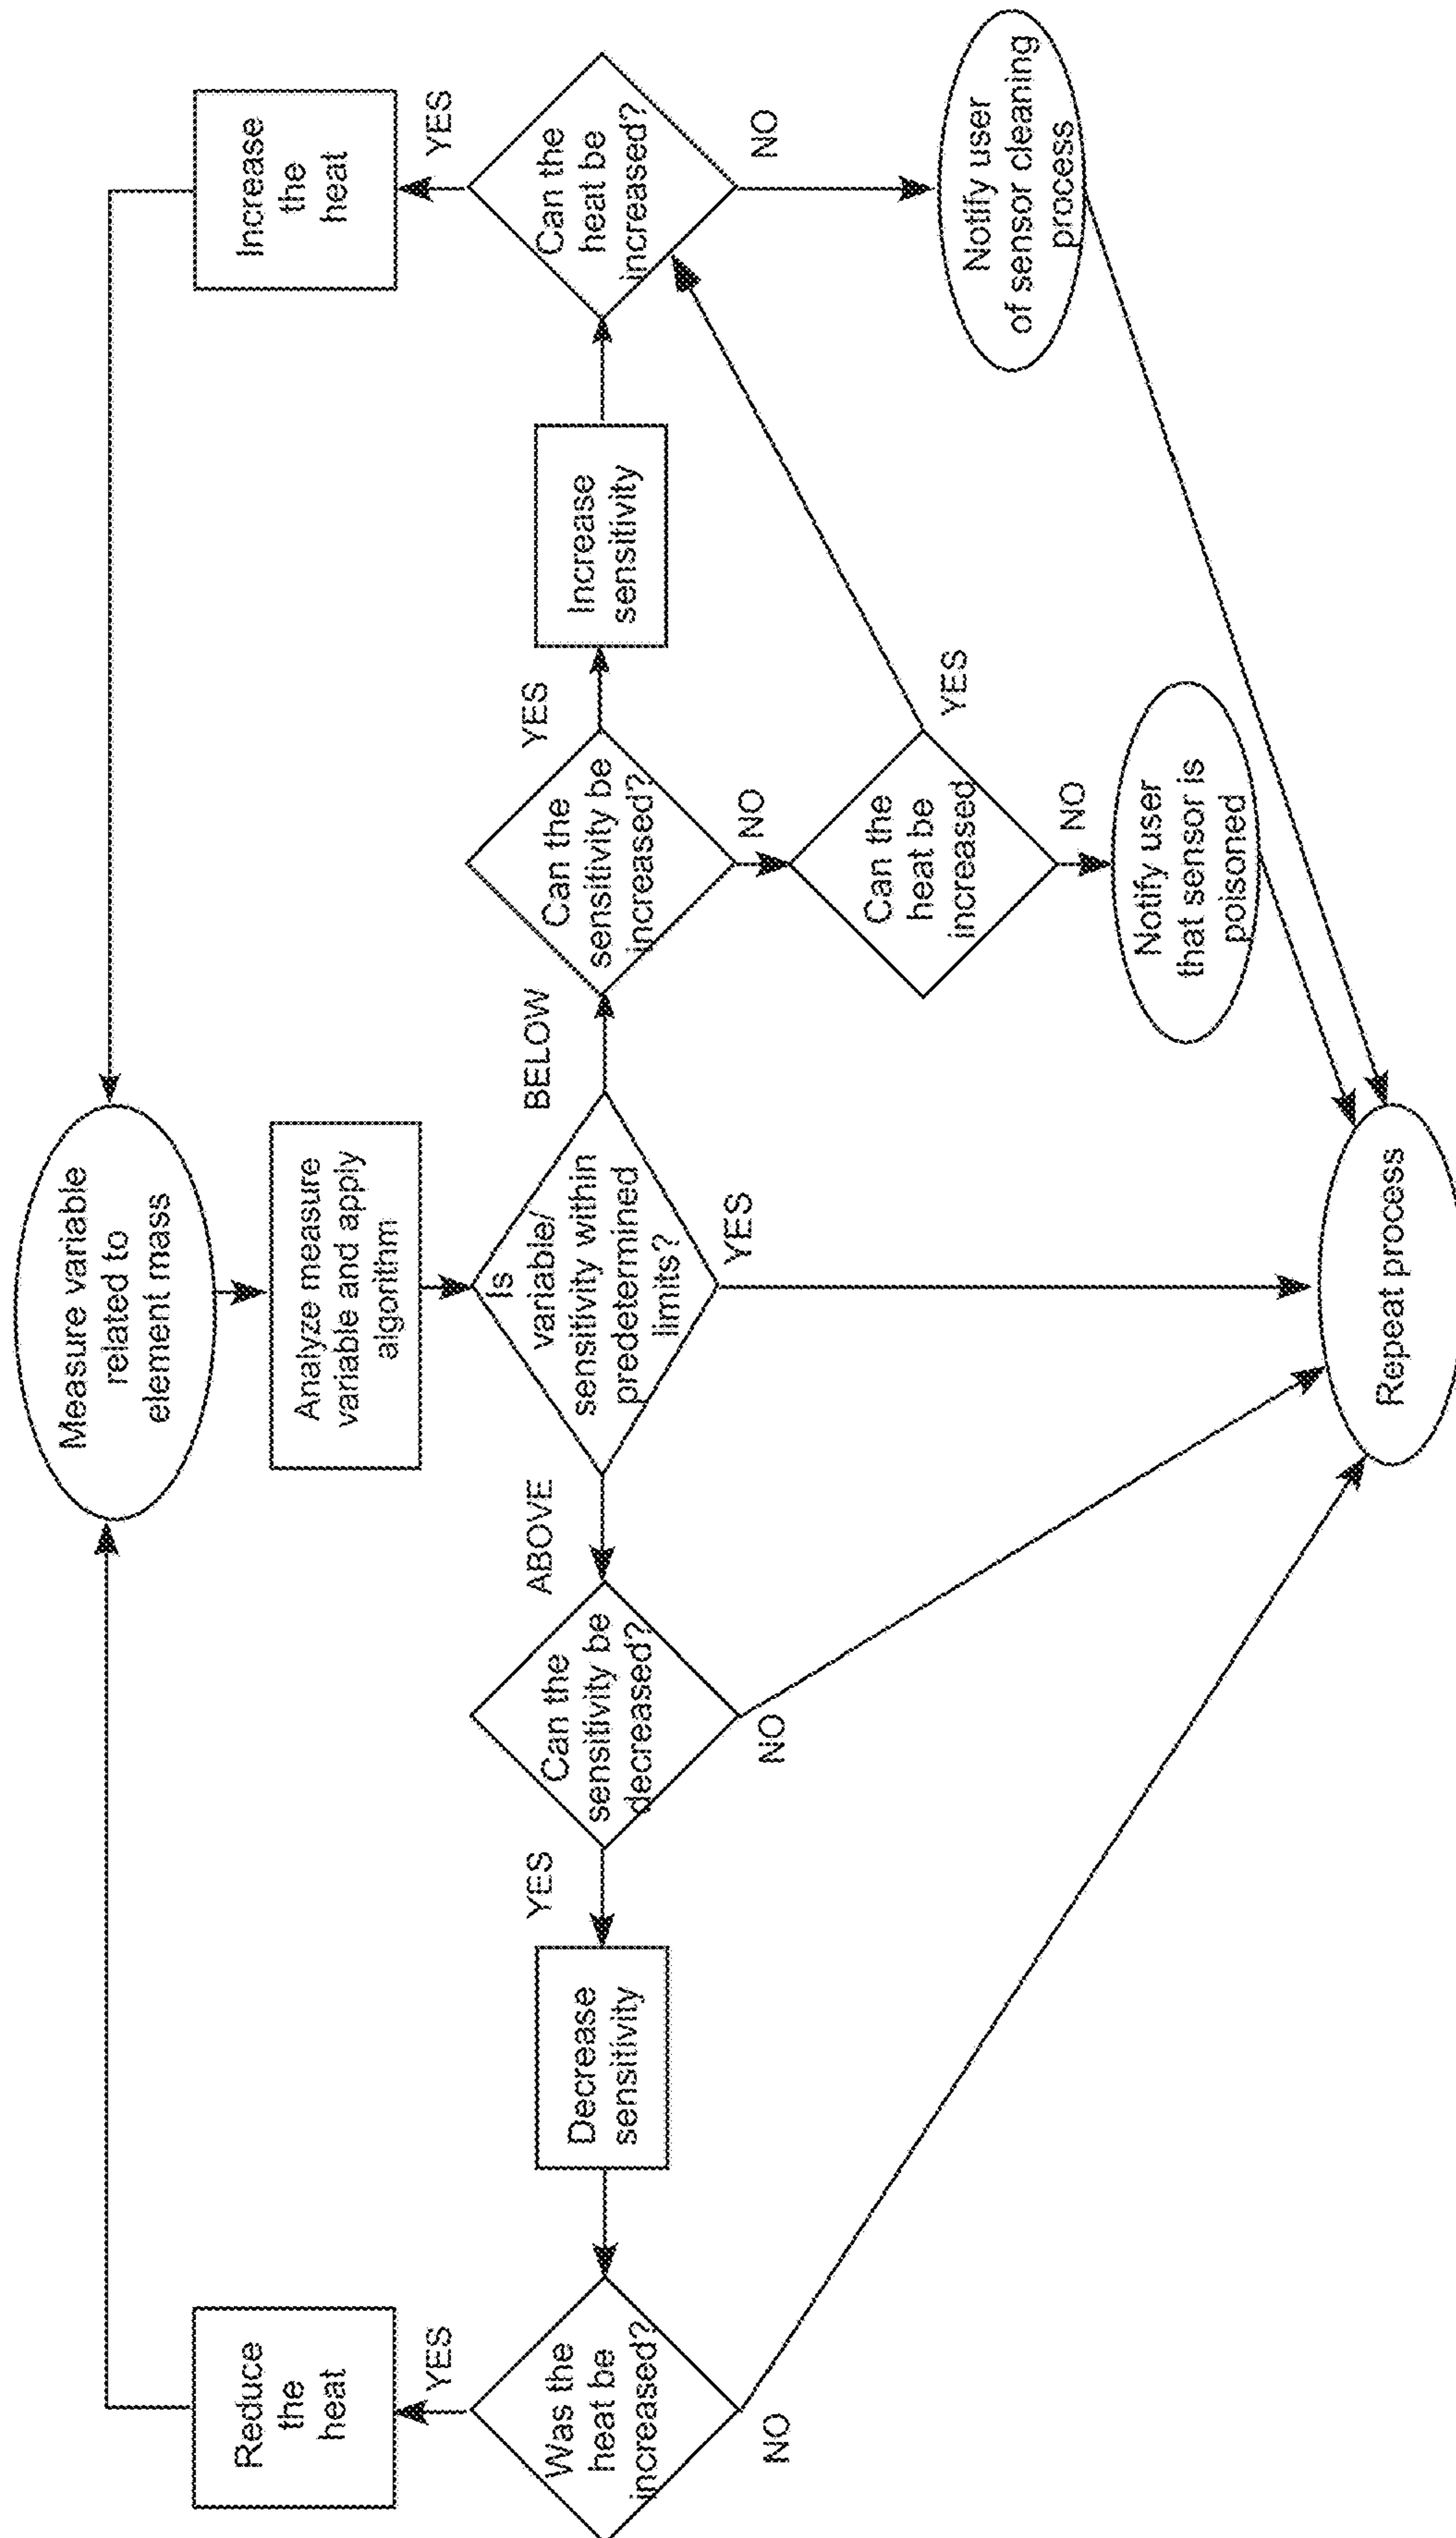 Measure variable
related to
element mass
Analyze measure
variable and apply
algorithm
Is
variable/
sensitivity within
predetermined
limits?
ABOVE
BELOW
YES
Can the
sensitivity be
decreased?
YES
NO
Decrease
sensitivity
Was the
heat be
increased?
YES
NO
Reduce
the
heat
Can the
sensitivity be
increased?
YES
NO
Increase
sensitivity
Can the
heat be
increased?
YES
NO
Increase
the
heat
Can the
heat be
increased
YES
NO
Notify user
that sensor is
poisoned
Notify user
of sensor cleaning
process
Repeat process